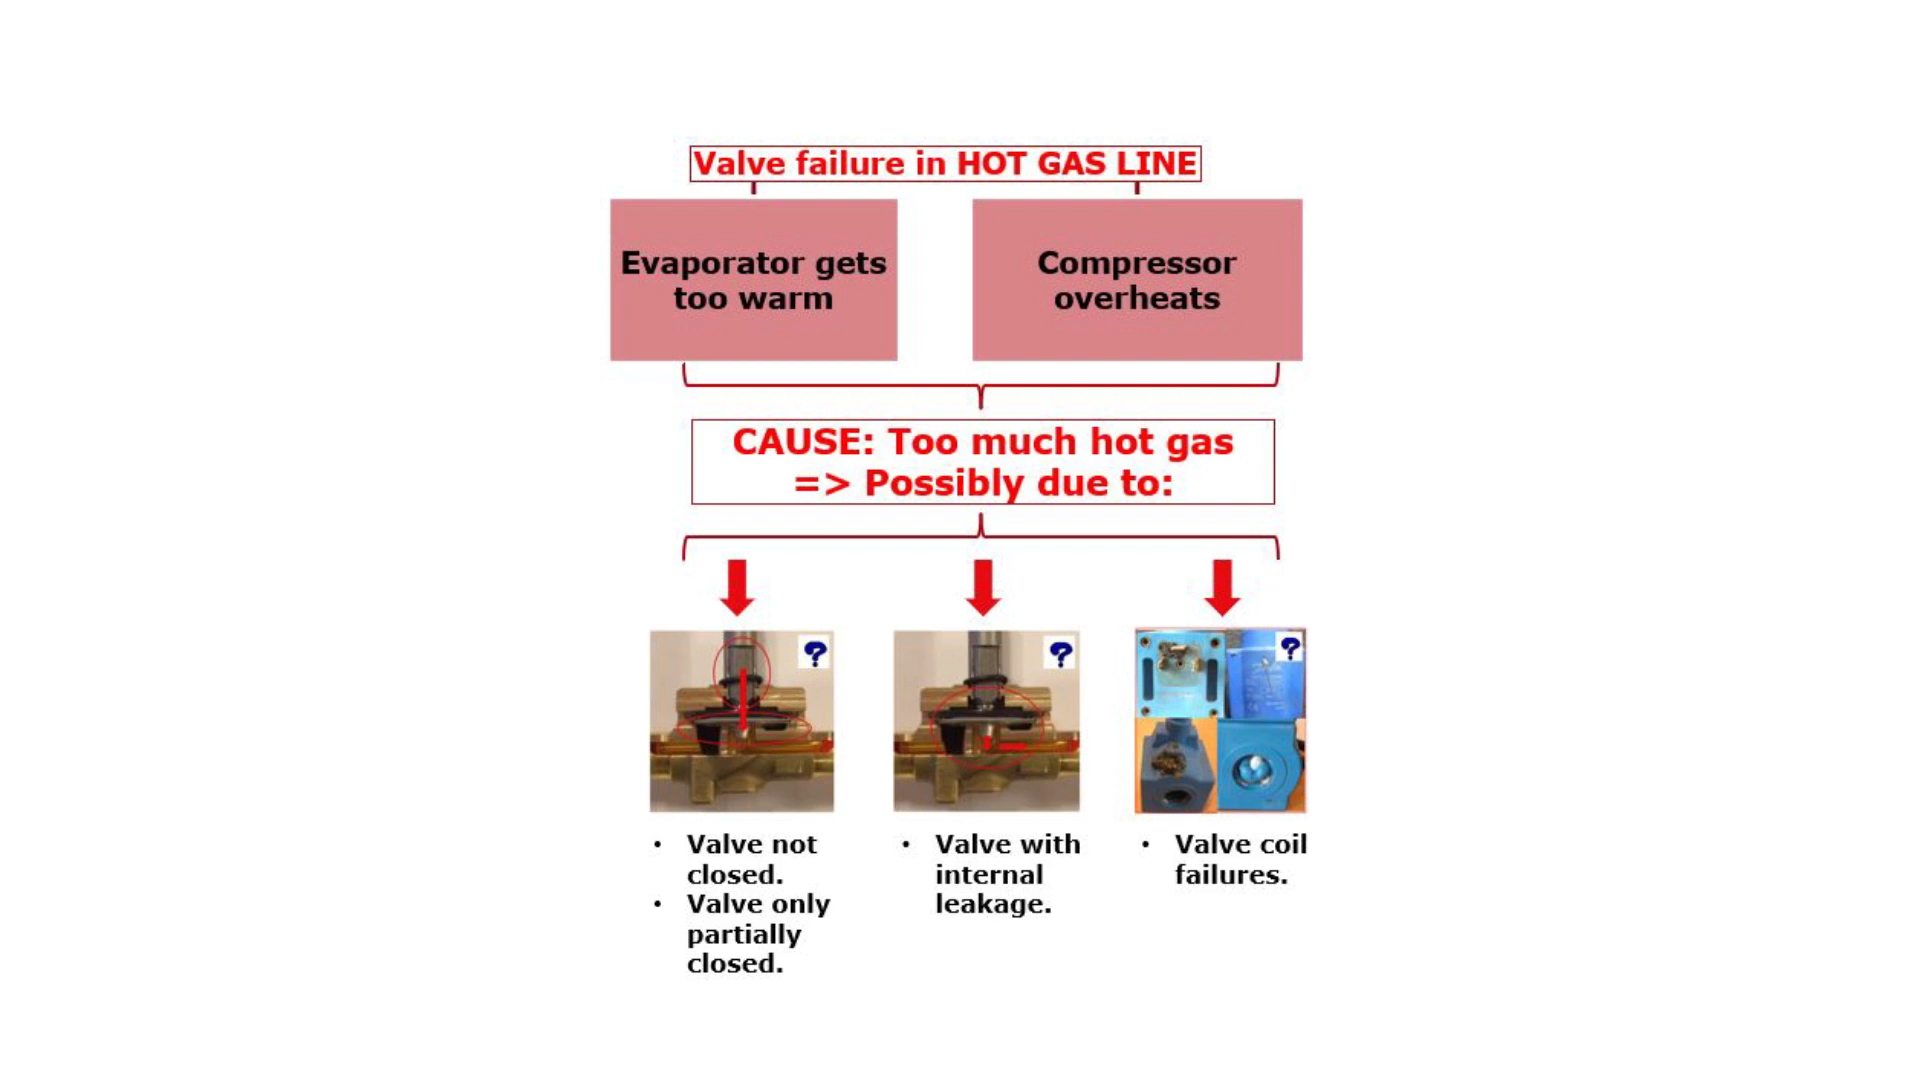 Valve failure in HOT GAS LINE
Evaporator gets
too warm
Compressor
overheats
CAUSE: Too much hot gas
=> Possibly due to:
?
?
?
• Valve not
closed.
• Valve only
partially
closed.
• Valve with
internal
leakage.
• Valve coil
failures.